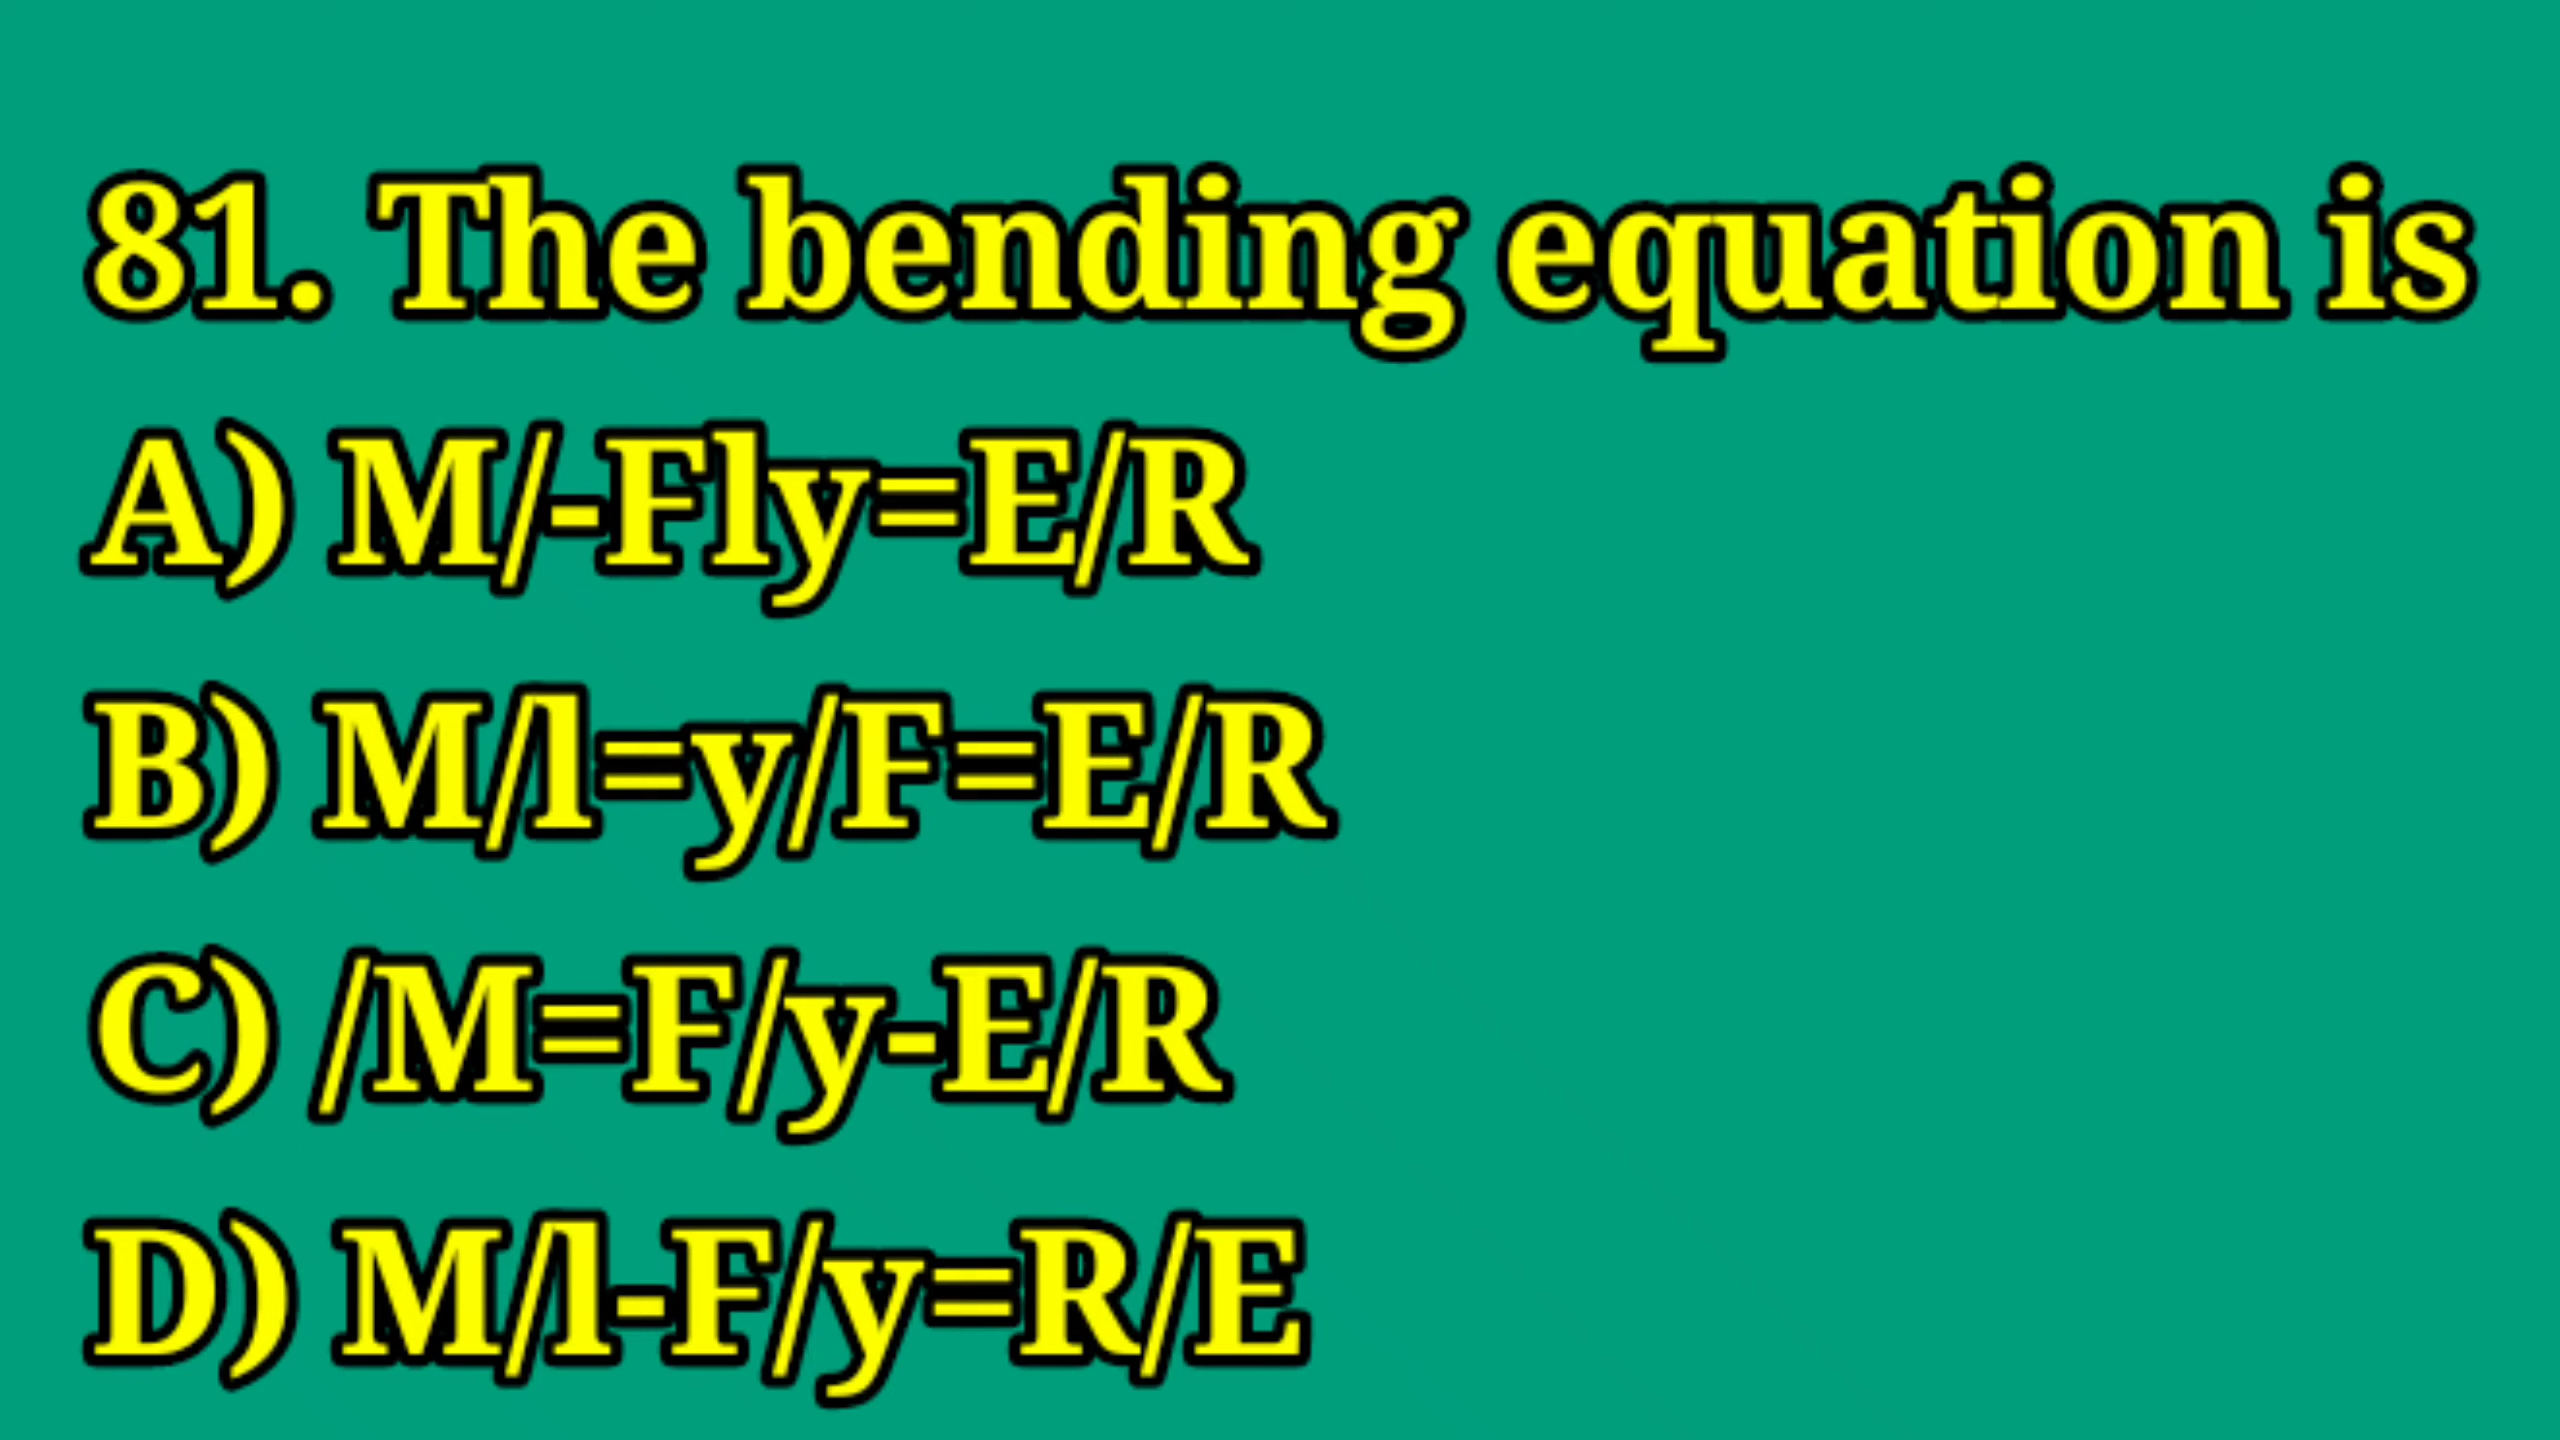 81. The bending equation is
A) M/-Fly=E/R
B) M/l=y/F=E/R
C) /M=F/y-E/R
D) M/l-F/y=R/E